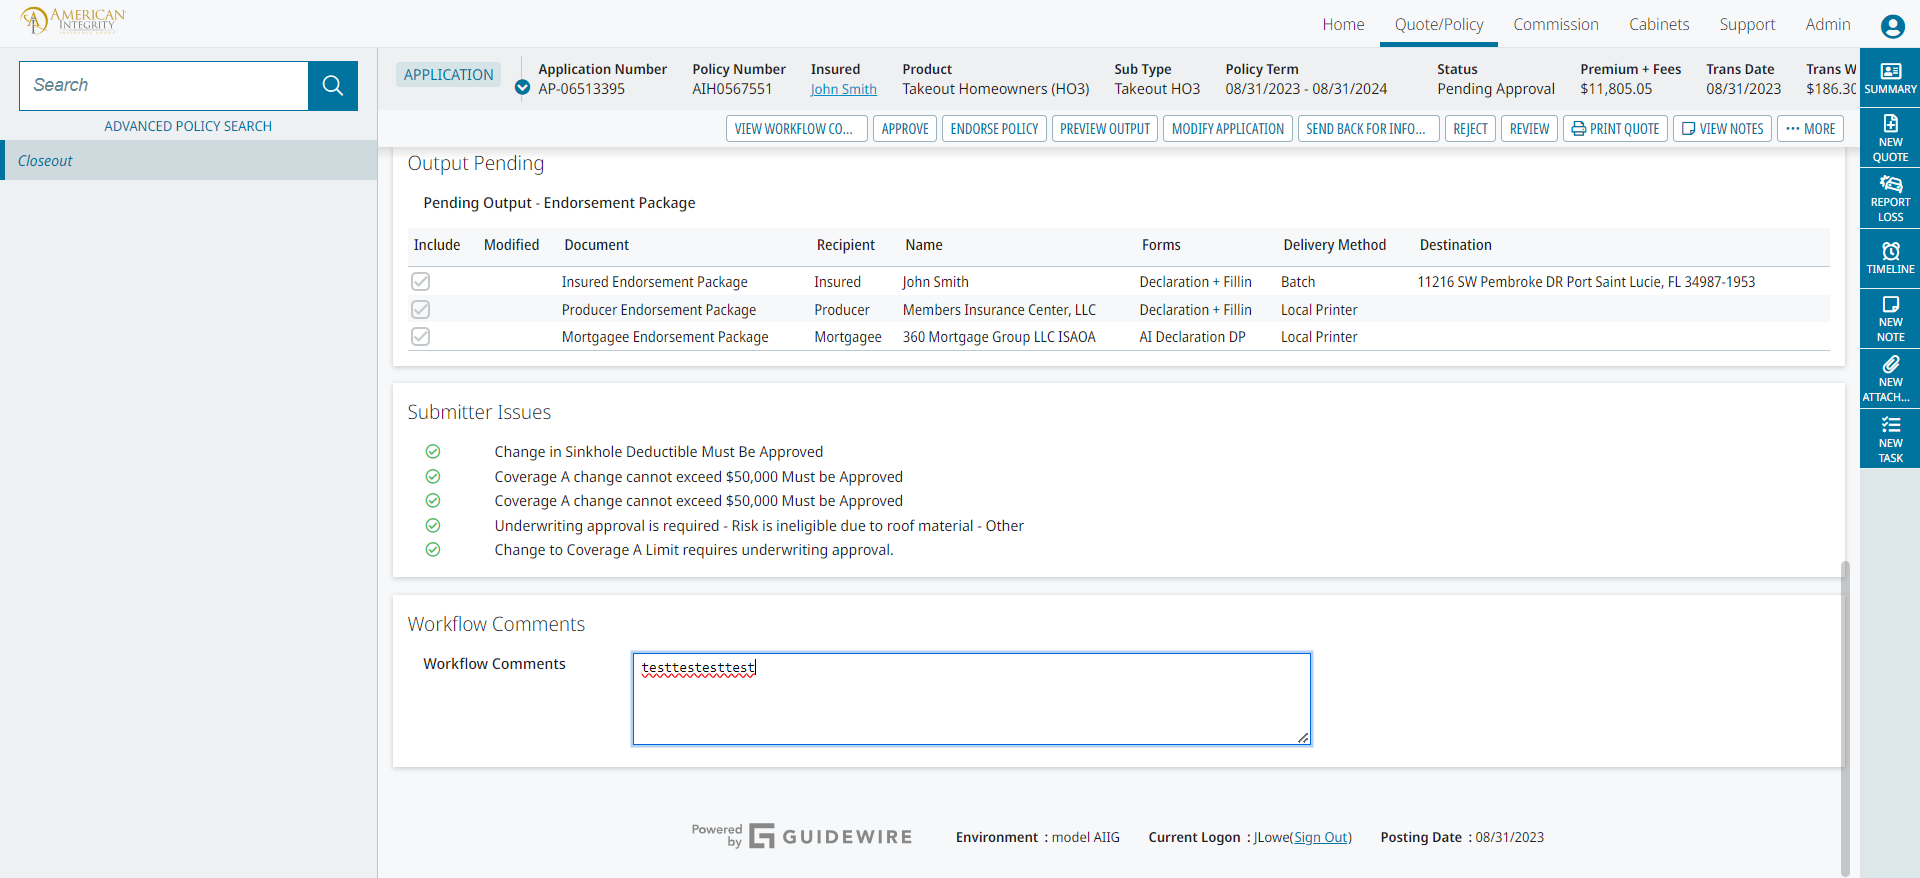 AMERICAN
INTEGRITY
Home
Quote/Policy
Commission
Cabinets
Support
Admin
Search
ADVANCED POLICY SEARCH
Closeout
APPLICATION
Application Number
AP-06513395
Policy Number
AIH0567551
Insured
John Smith
Product
Takeout Homeowners (HO3)
Sub Type
Takeout HO3
Policy Term
08/31/2023 - 08/31/2024
Status
Pending Approval
Premium + Fees
$11,805.05
Trans Date
08/31/2023
Trans W
$186.30
VIEW WORKFLOW CO...
APPROVE
ENDORSE POLICY
PREVIEW OUTPUT
MODIFY APPLICATION
SEND BACK FOR INFO...
REJECT
REVIEW
PRINT QUOTE
VIEW NOTES
MORE
SUMMARY
NEW
QUOTE
REPORT
LOSS
TIMELINE
NEW
NOTE
NEW
ATTACH...
NEW
TASK
Output Pending
Pending Output - Endorsement Package
Include Modified Document Recipient Name Forms Delivery Method Destination
Insured Endorsement Package Insured John Smith Declaration + Fillin Batch 11216 SW Pembroke DR Port Saint Lucie, FL 34987-1953
Producer Endorsement Package Producer Members Insurance Center, LLC Declaration + Fillin Local Printer
Mortgagee Endorsement Package Mortgagee 360 Mortgage Group LLC ISAOA AI Declaration DP Local Printer
Submitter Issues
Change in Sinkhole Deductible Must Be Approved
Coverage A change cannot exceed $50,000 Must be Approved
Coverage A change cannot exceed $50,000 Must be Approved
Underwriting approval is required - Risk is ineligible due to roof material - Other
Change to Coverage A Limit requires underwriting approval.
Workflow Comments
Workflow Comments
testtestesttest
Powered by GUIDEWIRE
Environment : model AIIG
Current Logon : JLowe(Sign Out)
Posting Date : 08/31/2023